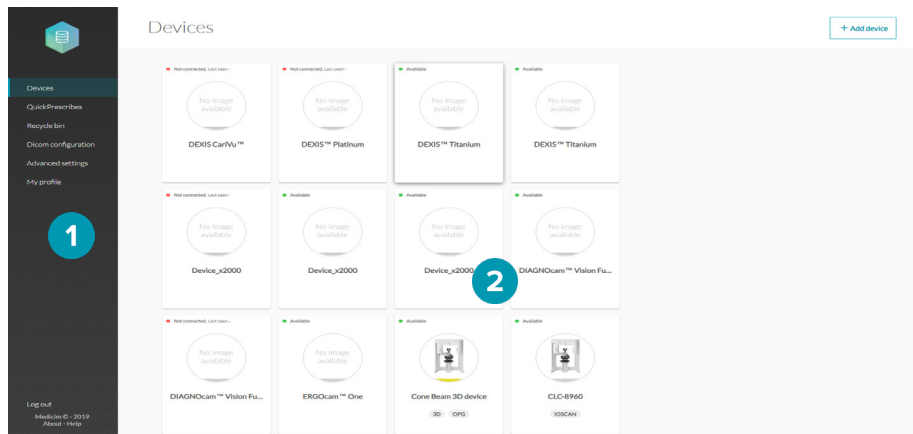 Devices
+ Add device
Devices
QuickPrescribes
Recycle bin
Dicom configuration
Advanced settings
My profile
1
Log out
Medicim © - 2019
About - Help
Not connected, Last seen -
No image
available
DEXIS CariVu™
Not connected, Last seen -
No image
available
DEXIS™ Platinum
Available
No image
available
DEXIS™ Titanium
Available
No image
available
DEXIS™ Titanium
Not connected, Last seen -
No image
available
Device_x2000
Available
No image
available
Device_x2000
Available
No image
available
Device_x2000
2
Available
No image
available
DIAGNOcam™ Vision Fu...
Not connected, Last seen -
No image
available
DIAGNOcam™ Vision Fu...
Available
No image
available
ERGOcam™ One
Available
Cone Beam 3D device
3D OPG
Available
CLC-8960
IOSCAN